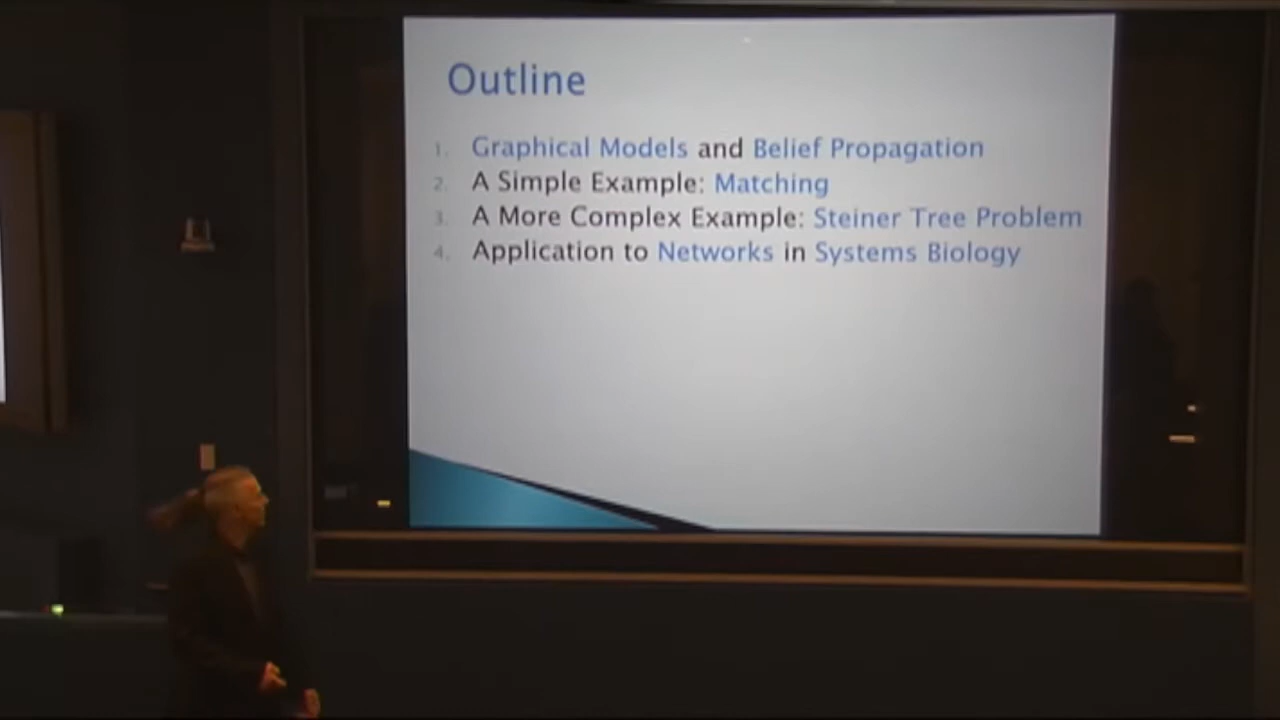 Outline
1. Graphical Models and Belief Propagation
2. A Simple Example: Matching
3. A More Complex Example: Steiner Tree Problem
4. Application to Networks in Systems Biology